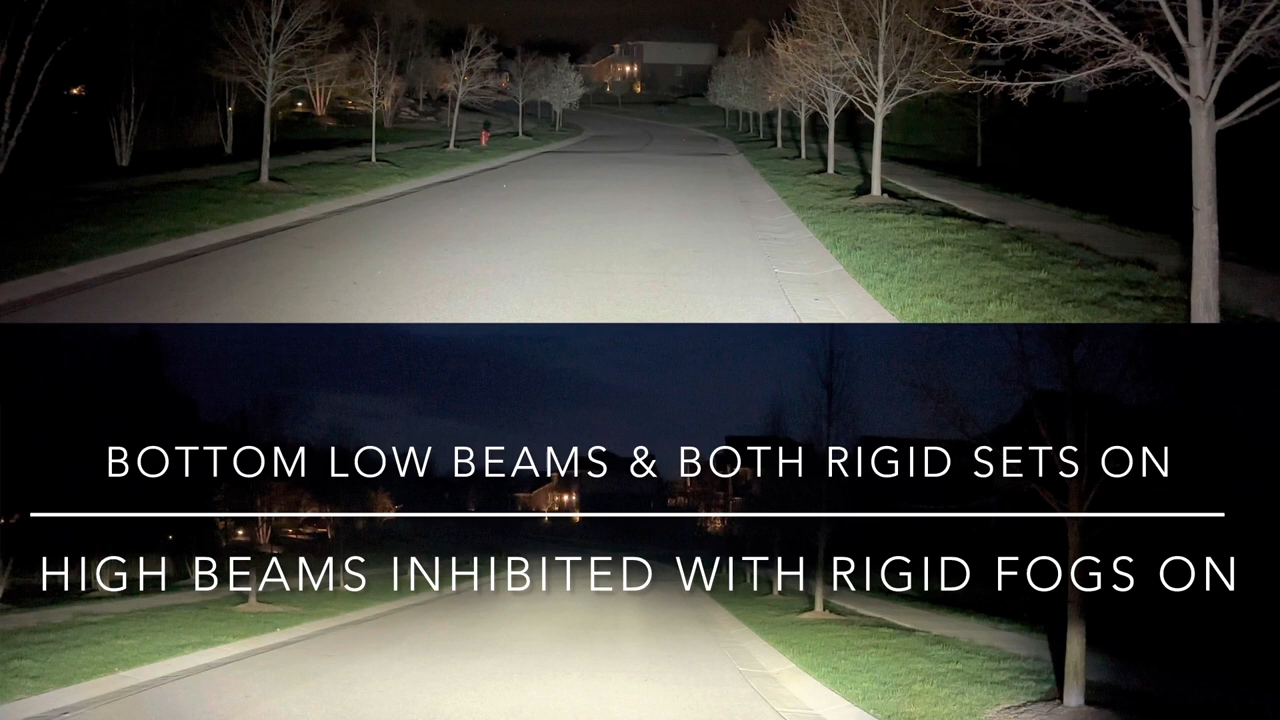 BOTTOM LOW BEAMS & BOTH RIGID SETS ON
HIGH BEAMS INHIBITED WITH RIGID FOGS ON